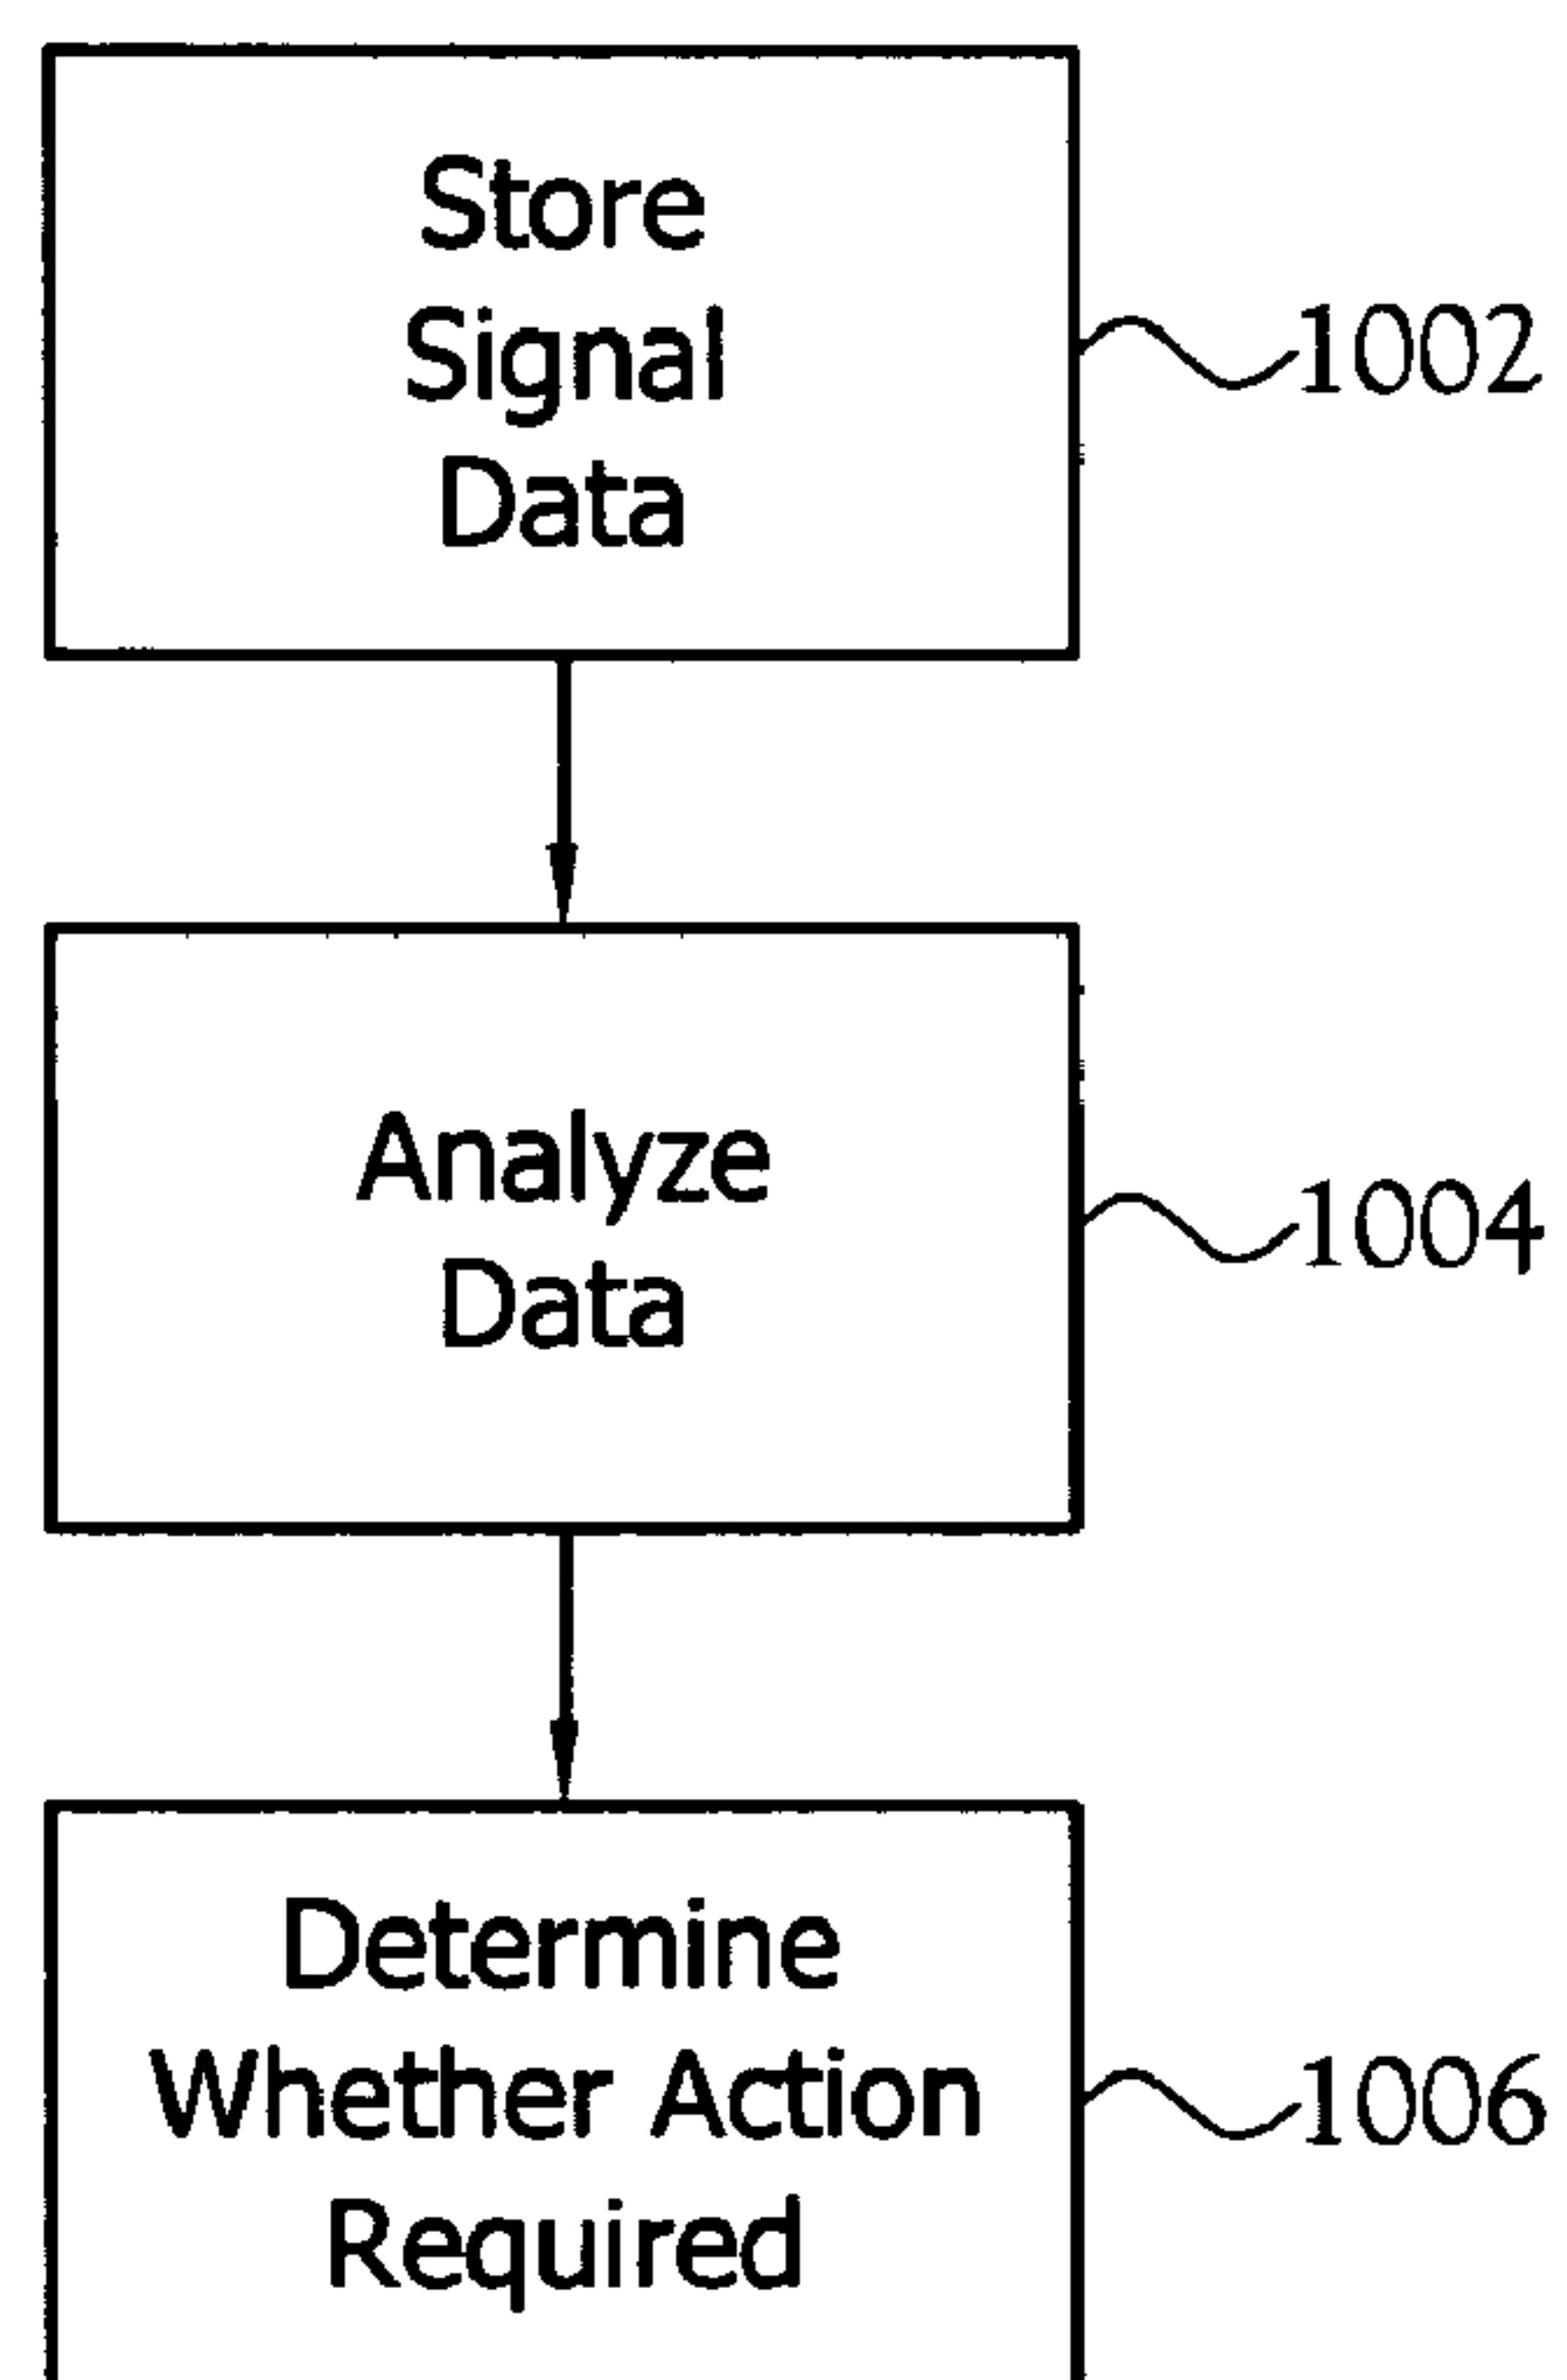 Store
Signal
Data
1002
Analyze
Data
1004
Determine
Whether Action
Required
1006